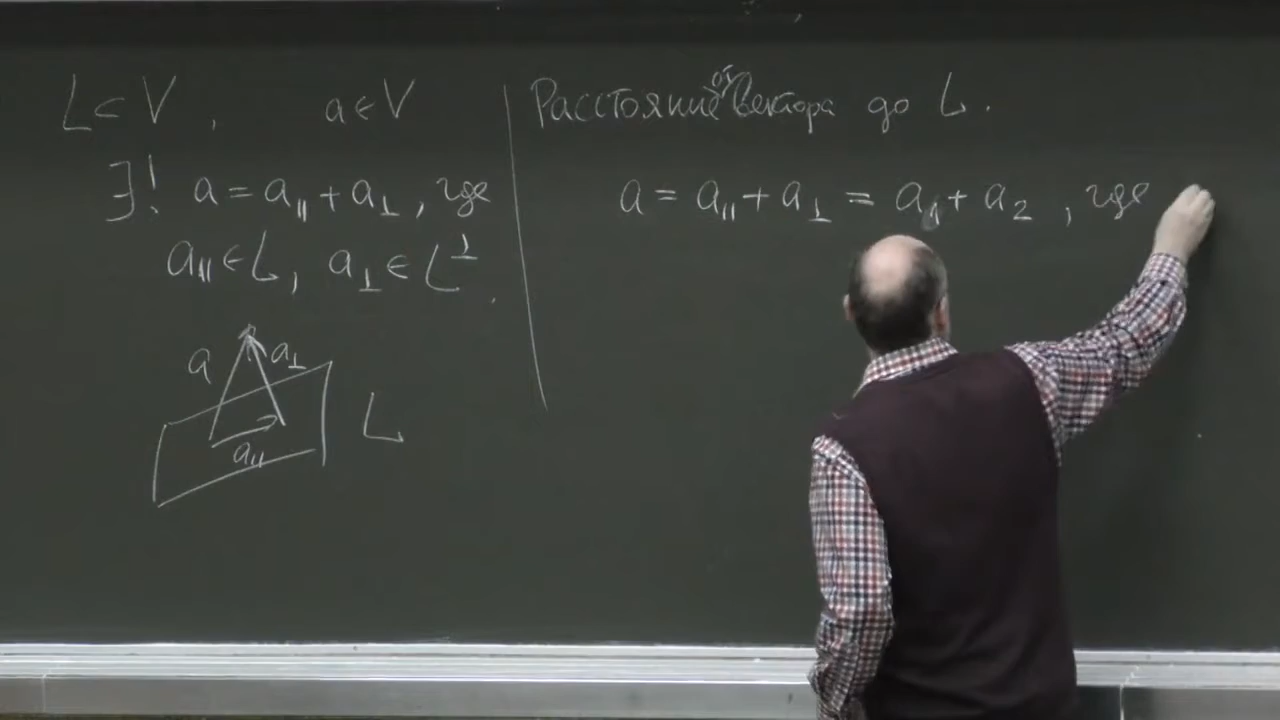 L ⊂ V, a ∈ V
∃! a = a∥ + a⊥, где
a∥ ∈ L, a⊥ ∈ L^⊥.
a
a⊥
a∥
L
Расстояние от вектора до L.
a = a∥ + a⊥ = a₁ + a₂, где